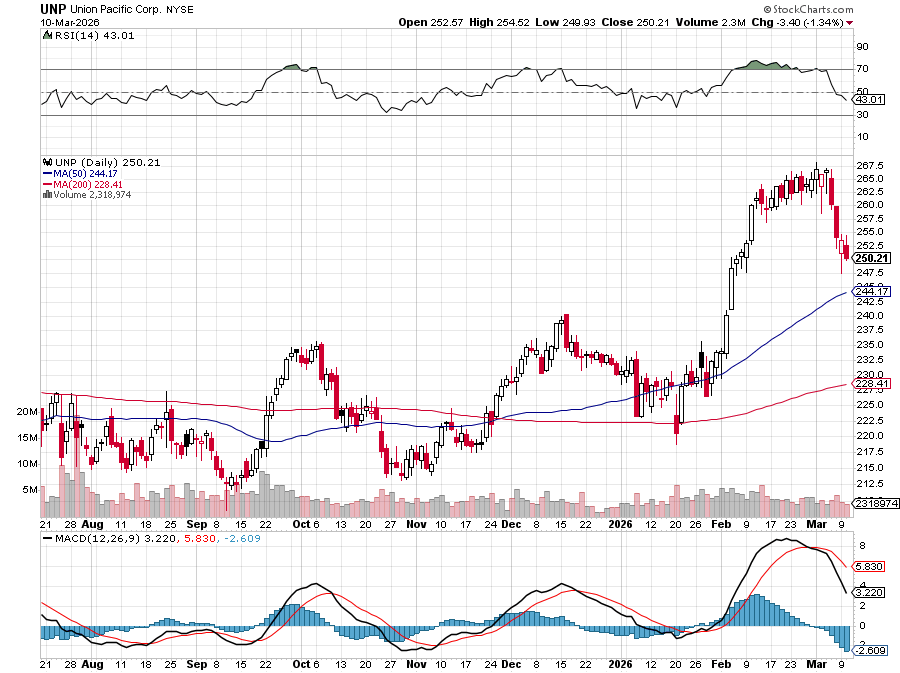 UNP Union Pacific Corp. NYSE
© StockCharts.com
10-Mar-2026
Open 252.57 High 254.52 Low 249.93 Close 250.21 Volume 2.3M Chg -3.40 (-1.34%)
RSI(14) 43.01
90
70
50
43.01
30
10
UNP (Daily) 250.21
MA(50) 244.17
MA(200) 228.41
Volume 2,318,974
267.5
265.0
262.5
260.0
257.5
255.0
252.5
250.21
247.5
244.17
242.5
240.0
237.5
235.0
232.5
230.0
228.41
225.0
222.5
220.0
217.5
215.0
212.5
2318974
20M
15M
10M
5M
21 28 Aug 11 18 25 Sep 8 15 22 Oct 6 13 20 27 Nov 10 17 24 Dec 8 15 22 2026 12 20 26 Feb 9 17 23 Mar 9
MACD(12,26,9) 3.220, 5.830, -2.609
8
5.830
4
3.220
2
0
-2.609
21 28 Aug 11 18 25 Sep 8 15 22 Oct 6 13 20 27 Nov 10 17 24 Dec 8 15 22 2026 12 20 26 Feb 9 17 23 Mar 9